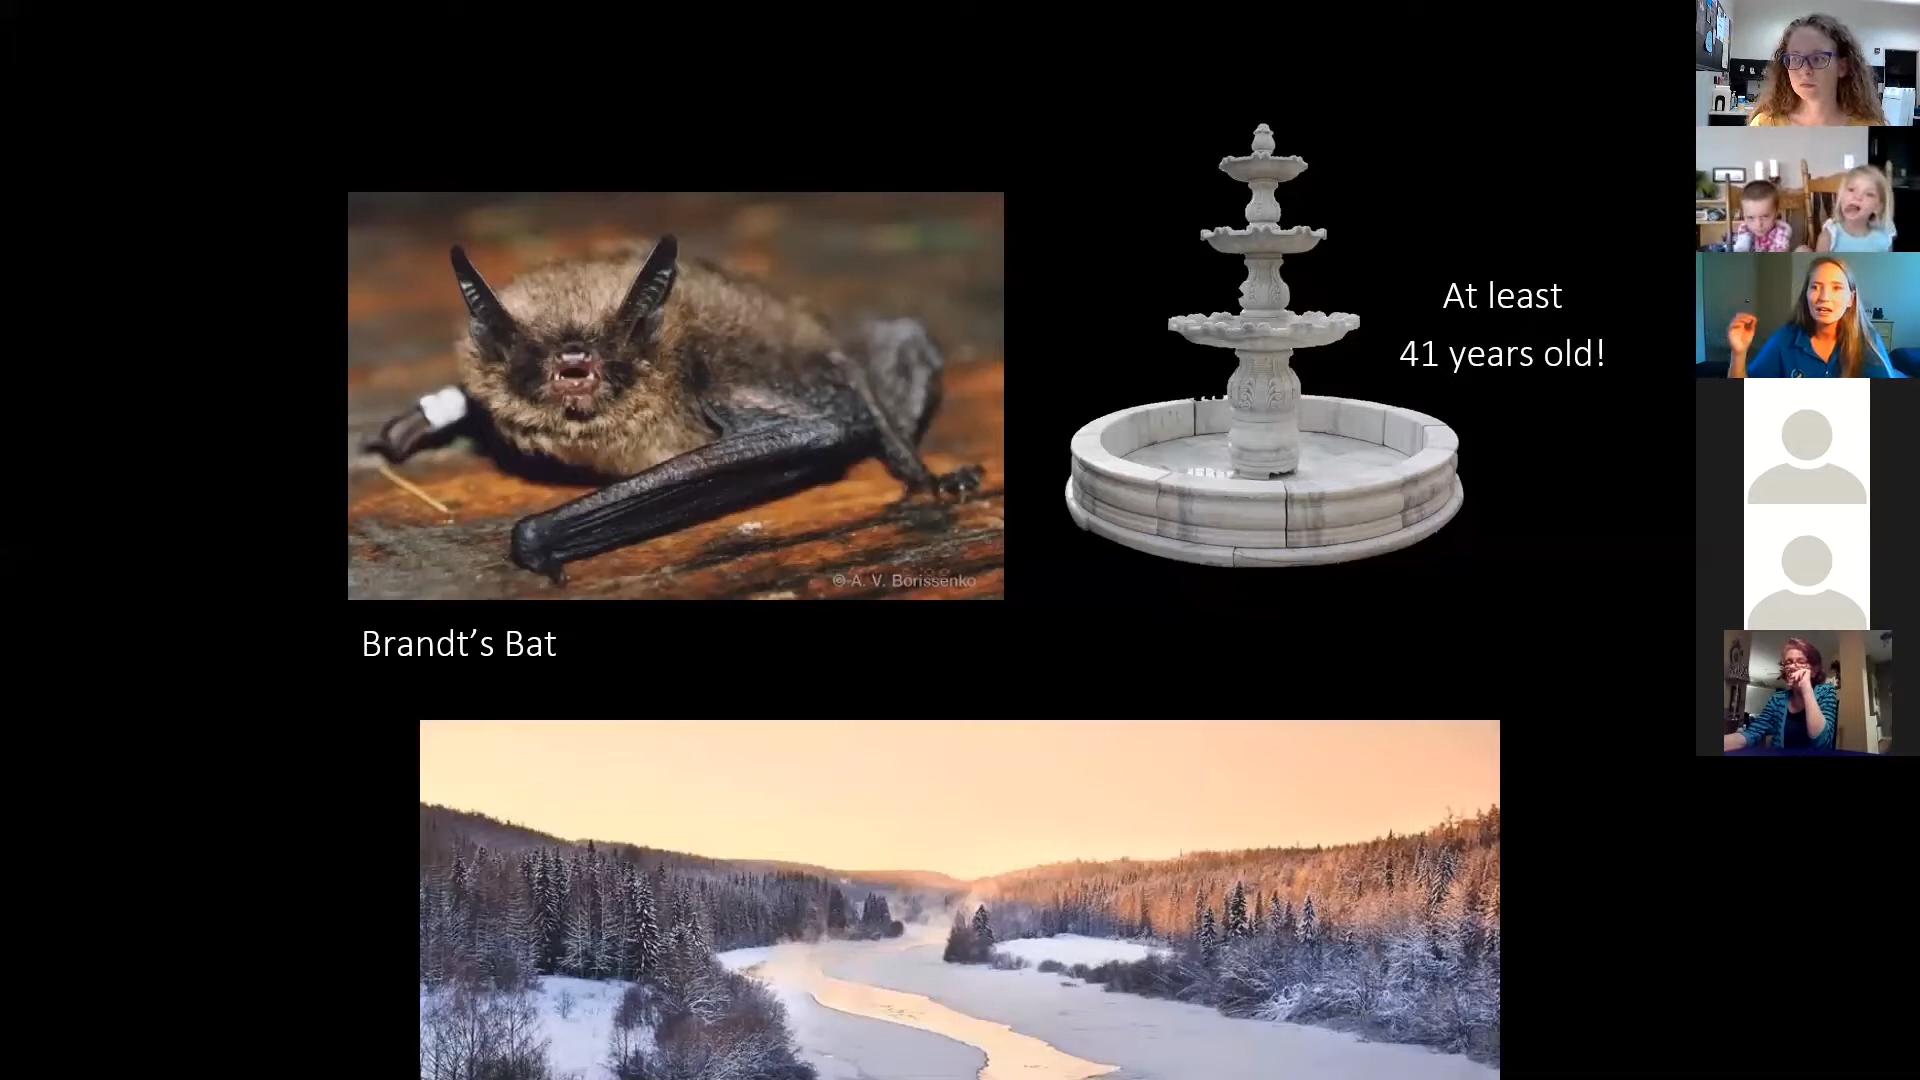 At least
41 years old!
© A. V. Borissenko
Brandt’s Bat